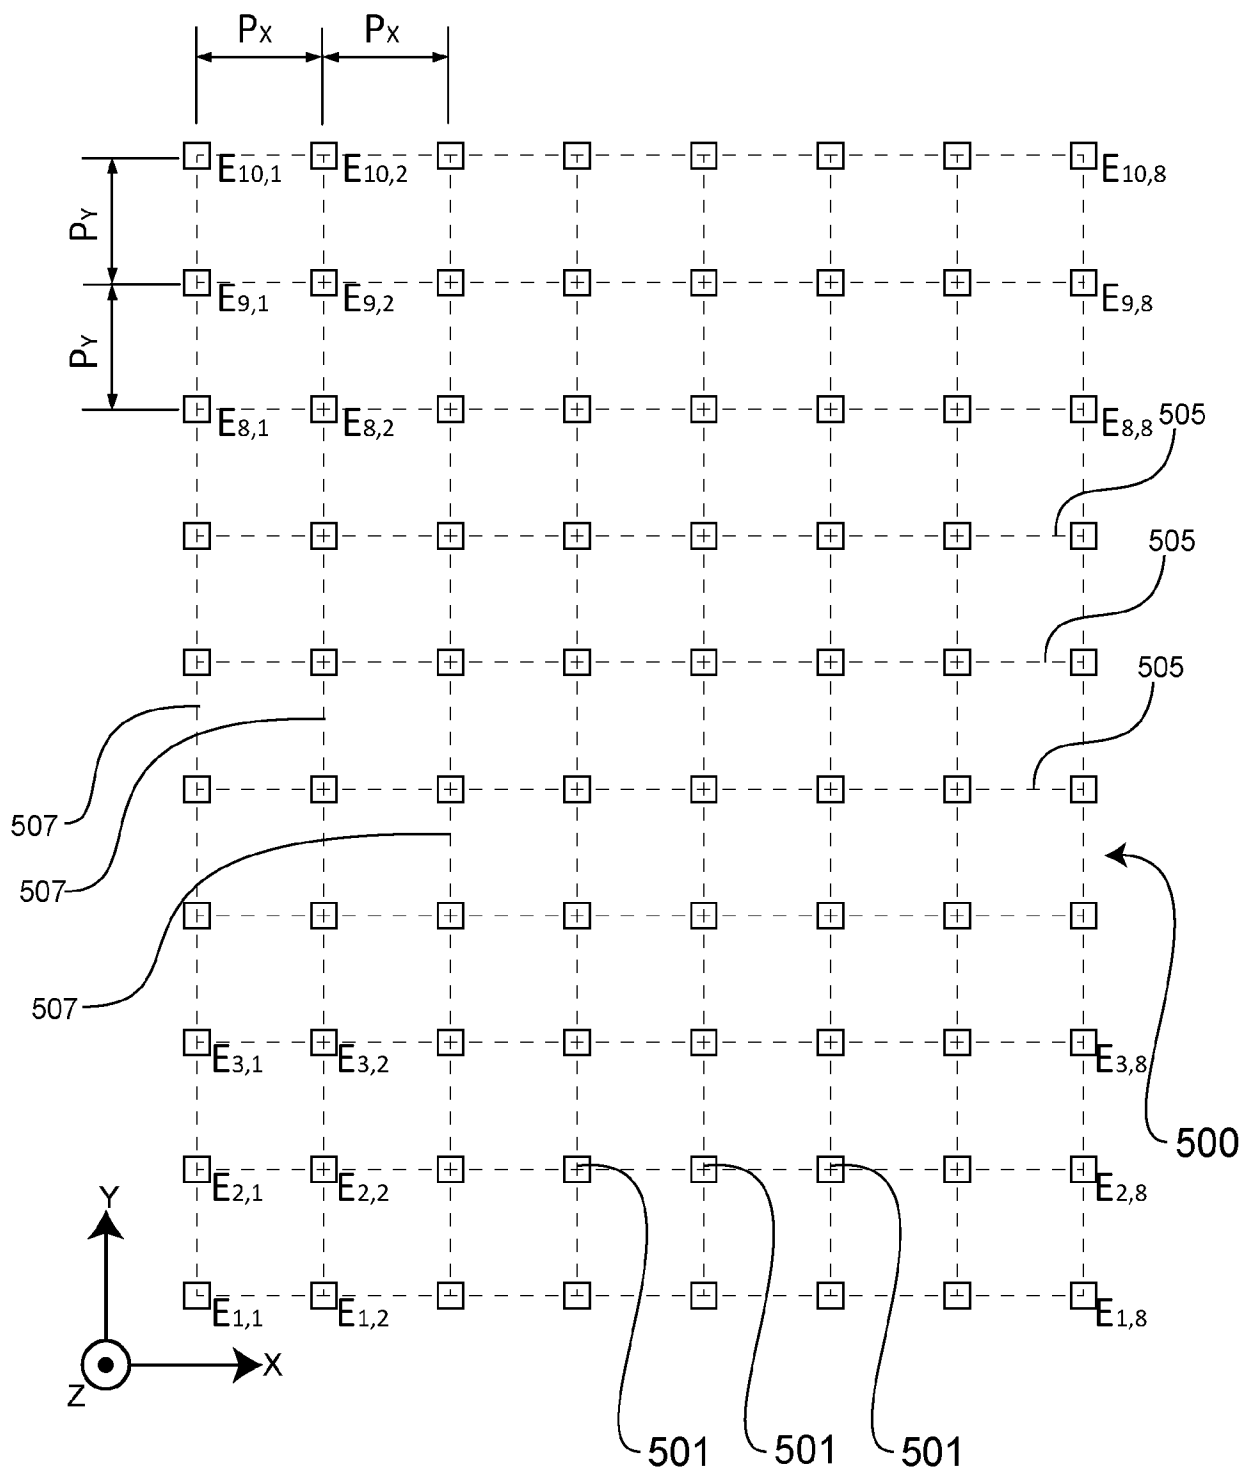 PX PX
E10,1 E10,2 E10,8
PY
E9,1 E9,2 E9,8
PY
E8,1 E8,2 E8,8 505
505
505
507
507
507
E3,1 E3,2 E3,8
500
E2,1 E2,2 E2,8
Y
E1,1 E1,2 E1,8
X
Z
501 501 501